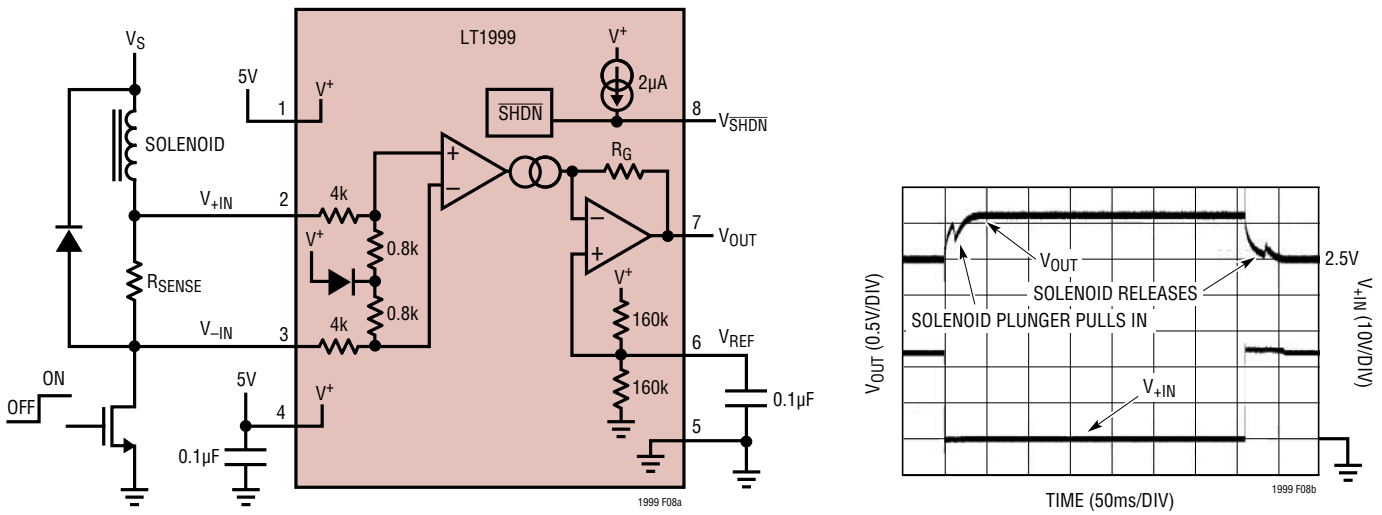 LT1999
V_S
5V
V⁺
1
V⁺
2µA
SHDN
8
V_SHDN
SOLENOID
V_+IN
2
4k
+
−
R_G
0.8k
V⁺
−
+
7
V_OUT
R_SENSE
0.8k
V⁺
160k
V_–IN
3
4k
6
V_REF
160k
0.1µF
ON
OFF
5V
4
V⁺
5
0.1µF
1999 F08a
V_OUT (0.5V/DIV)
V_OUT
2.5V
SOLENOID RELEASES
SOLENOID PLUNGER PULLS IN
V_+IN
V_+IN (10V/DIV)
TIME (50ms/DIV)
1999 F08b